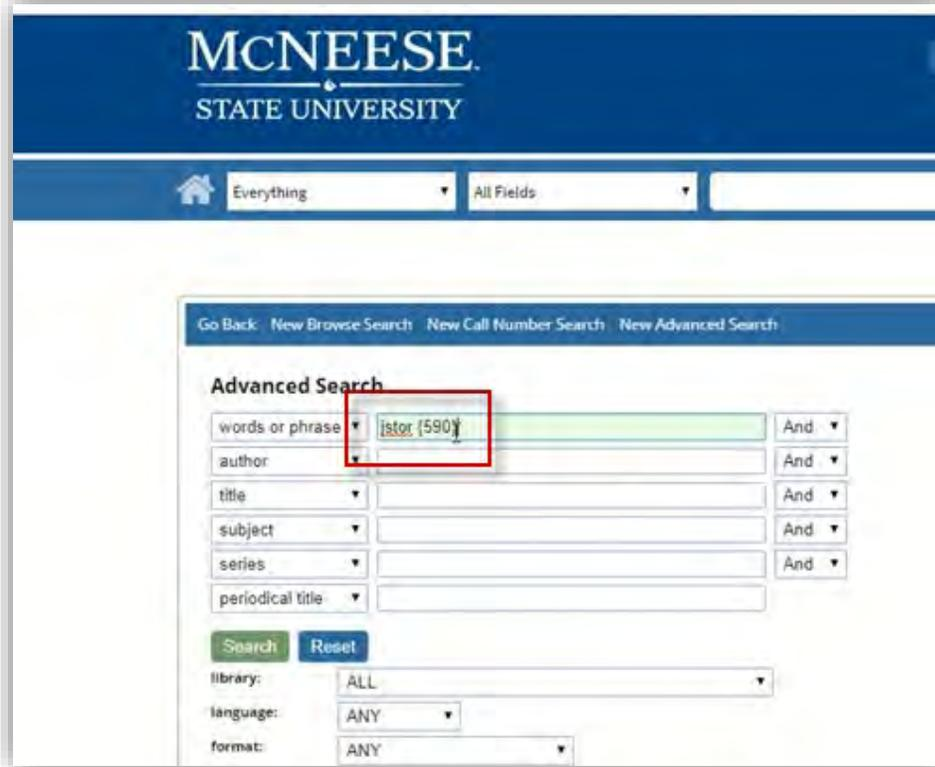 McNEESE
STATE UNIVERSITY
Everything All Fields
Go Back New Browse Search New Call Number Search New Advanced Search
Advanced Search
words or phrase jstor {590} And
author And
title And
subject And
series And
periodical title
Search Reset
library: ALL
language: ANY
format: ANY